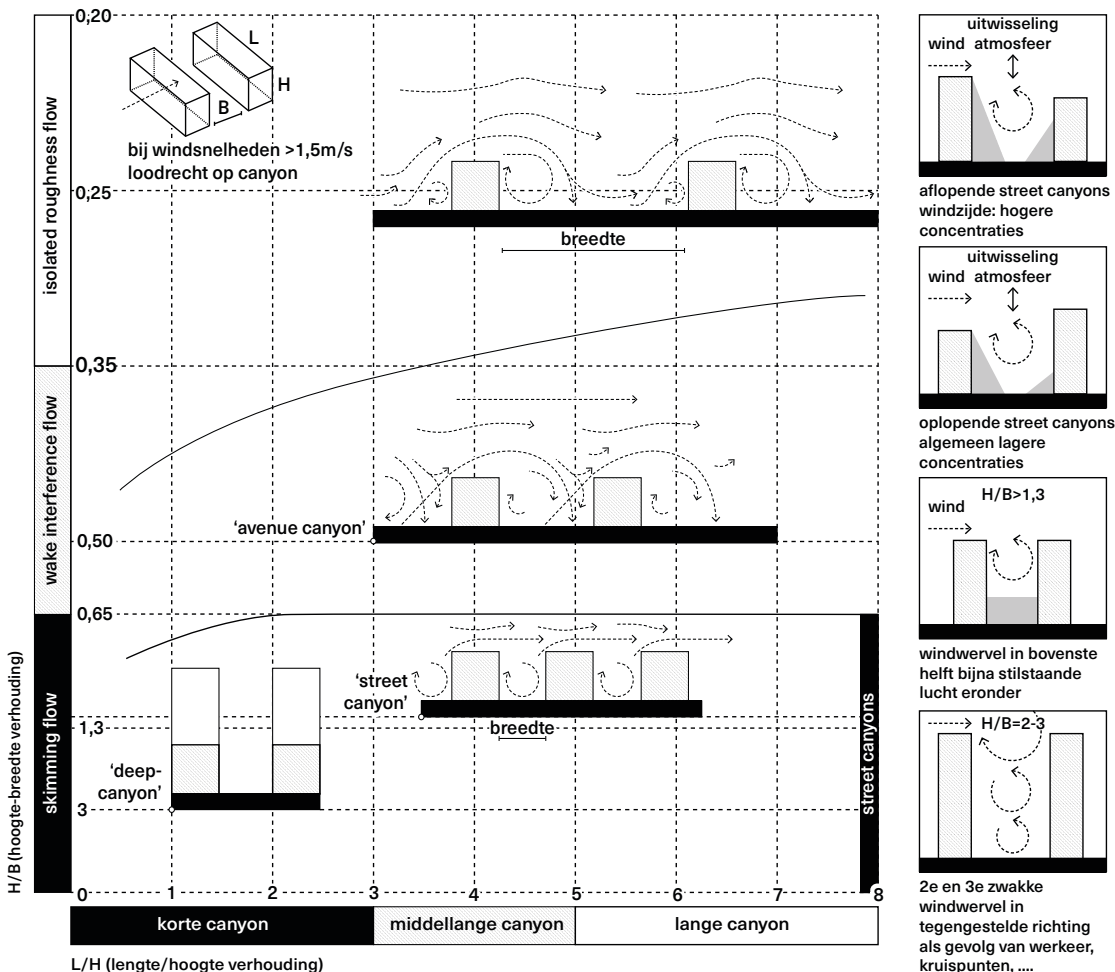 0,20
isolated roughness flow
L
H
B
bij windsnelheden >1,5m/s
loodrecht op canyon
0,25
breedte
0,35
wake interference flow
'avenue canyon'
0,50
0,65
H/B (hoogte-breedte verhouding)
skimming flow
'street
canyon'
1,3
breedte
'deep-
canyon'
3
street canyons
0
1
2
3
4
5
6
7
8
korte canyon
middellange canyon
lange canyon
L/H (lengte/hoogte verhouding)
uitwisseling
wind atmosfeer
aflopende street canyons
windzijde: hogere
concentraties
uitwisseling
wind atmosfeer
oplopende street canyons
algemeen lagere
concentraties
H/B>1,3
wind
windwervel in bovenste
helft bijna stilstaande
lucht eronder
H/B=2-3
2e en 3e zwakke
windwervel in
tegengestelde richting
als gevolg van werkeer,
kruispunten, ....